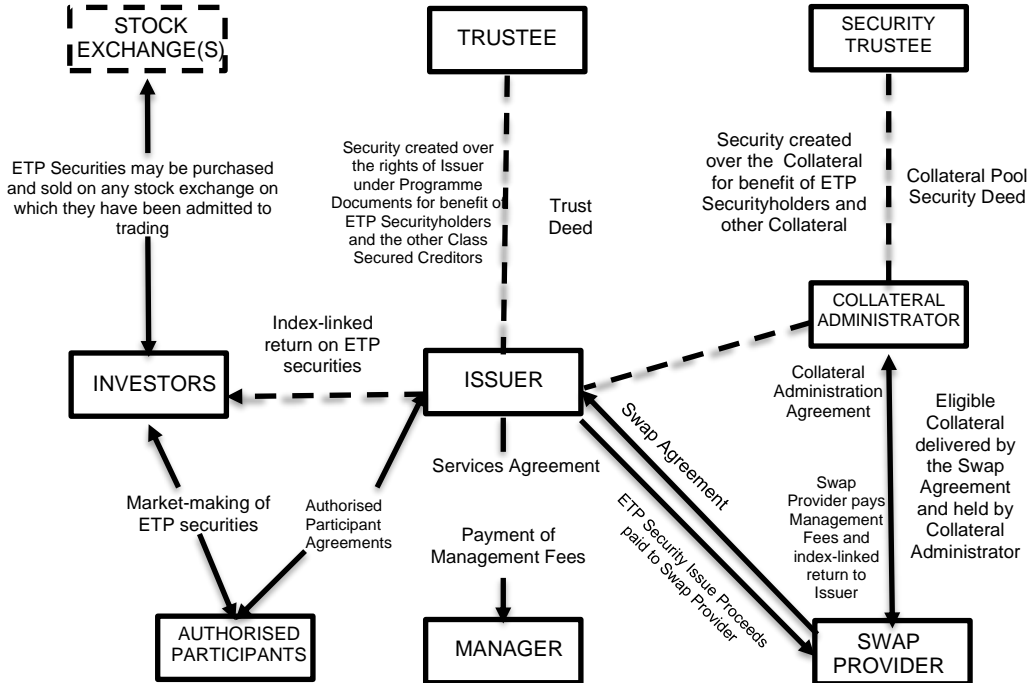 STOCK
EXCHANGE(S)
TRUSTEE
SECURITY
TRUSTEE
ETP Securities may be purchased
and sold on any stock exchange on
which they have been admitted to
trading
Security created over
the rights of Issuer
under Programme
Documents for benefit of
ETP Securityholders
and the other Class
Secured Creditors
Trust
Deed
Security created
over the Collateral
for benefit of ETP
Securityholders and
other Collateral
Collateral Pool
Security Deed
COLLATERAL
ADMINISTRATOR
Index-linked
return on ETP
securities
INVESTORS
ISSUER
Collateral
Administration
Agreement
Eligible
Collateral
delivered by
the Swap
Agreement
and held by
Collateral
Administrator
Swap Agreement
Services Agreement
Market-making of
ETP securities
Authorised
Participant
Agreements
Payment of
Management Fees
ETP Security Issue Proceeds
paid to Swap Provider
Swap
Provider pays
Management
Fees and
index-linked
return to
Issuer
AUTHORISED
PARTICIPANTS
MANAGER
SWAP
PROVIDER